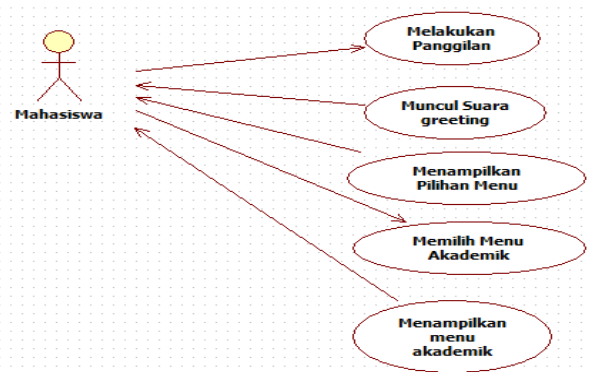 Mahasiswa
Melakukan
Panggilan
Muncul Suara
greeting
Menampilkan
Pilihan Menu
Memilih Menu
Akademik
Menampilkan
menu
akademik